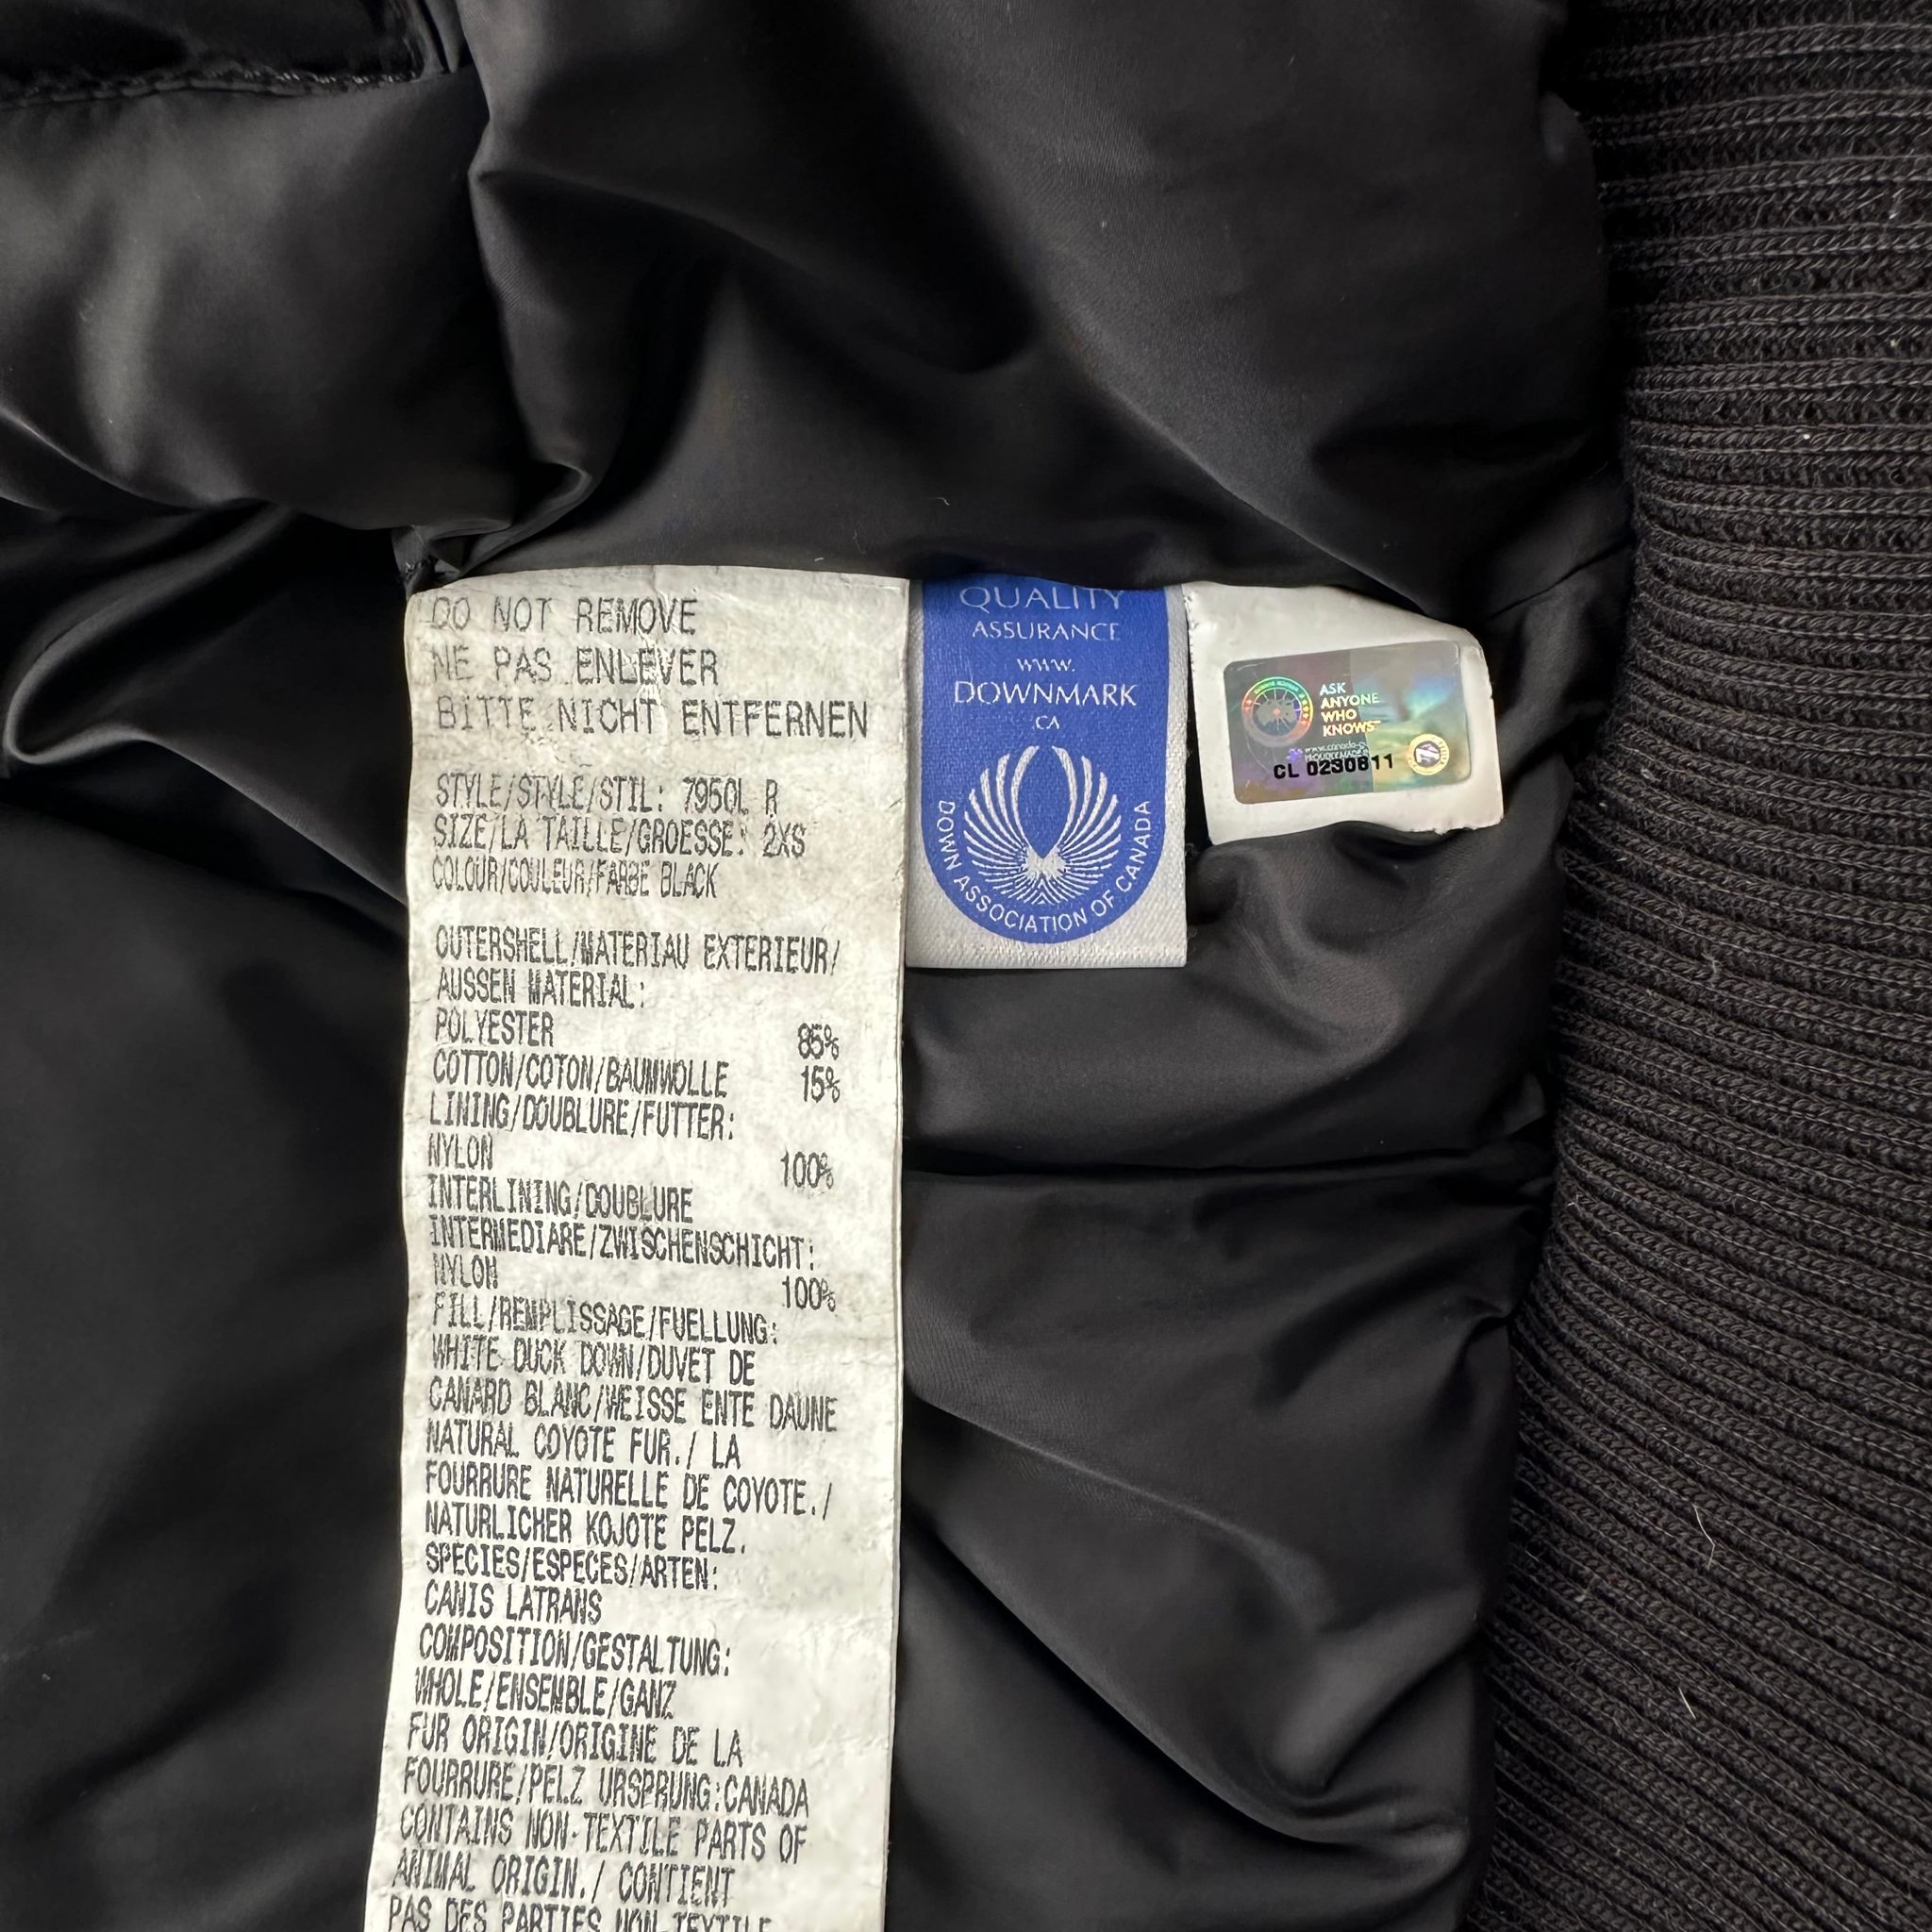 DO NOT REMOVE
NE PAS ENLEVER
BITTE NICHT ENTFERNEN
STYLE/STYLE/STIL: 7950L R
SIZE/LA TAILLE/GROESSE: 2XS
COLOUR/COULEUR/FARBE BLACK
OUTERSHELL/MATERIAU EXTERIEUR/
AUSSEN MATERIAL:
POLYESTER 85%
COTTON/COTON/BAUMWOLLE 15%
LINING/DOUBLURE/FUTTER:
NYLON 100%
INTERLINING/DOUBLURE
INTERMEDIARE/ZWISCHENSCHICHT:
NYLON 100%
FILL/REMPLISSAGE/FUELLUNG:
WHITE DUCK DOWN/DUVET DE
CANARD BLANC/WEISSE ENTE DAUNE
NATURAL COYOTE FUR./ LA
FOURRURE NATURELLE DE COYOTE./
NATURLICHER KOJOTE PELZ.
SPECIES/ESPECES/ARTEN:
CANIS LATRANS
COMPOSITION/GESTALTUNG:
WHOLE/ENSEMBLE/GANZ
FUR ORIGIN/ORIGINE DE LA
FOURRURE/PELZ URSPRUNG:CANADA
CONTAINS NON-TEXTILE PARTS OF
ANIMAL ORIGIN./ CONTIENT
PAS DES PARTIES NON-TEXTILE
QUALITY
ASSURANCE
www.
DOWNMARK
CA
DOWN ASSOCIATION OF CANADA
ASK
ANYONE
WHO
KNOWS
CL 0230811